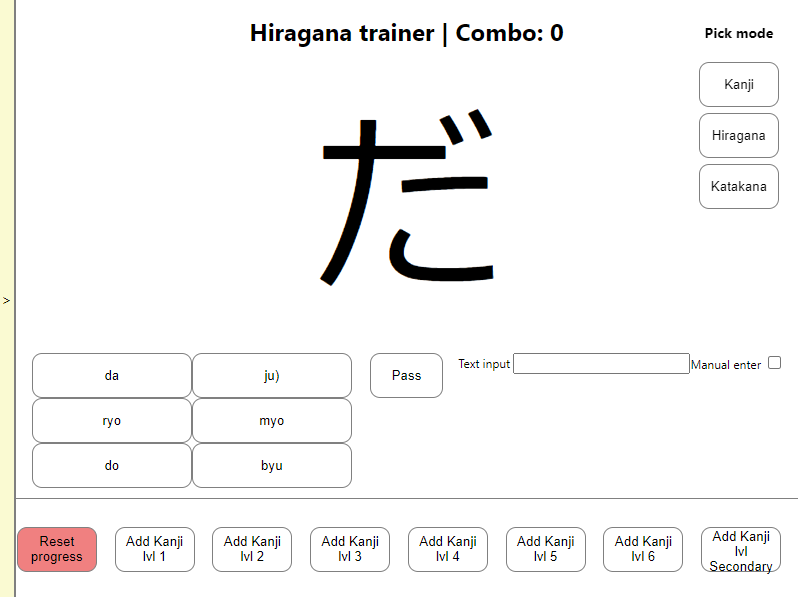 Hiragana trainer | Combo: 0
Pick mode
Kanji
Hiragana
Katakana
だ
>
da
ju)
ryo
myo
do
byu
Pass
Text input
Manual enter
Reset
progress
Add Kanji
lvl 1
Add Kanji
lvl 2
Add Kanji
lvl 3
Add Kanji
lvl 4
Add Kanji
lvl 5
Add Kanji
lvl 6
Add Kanji
lvl
Secondary